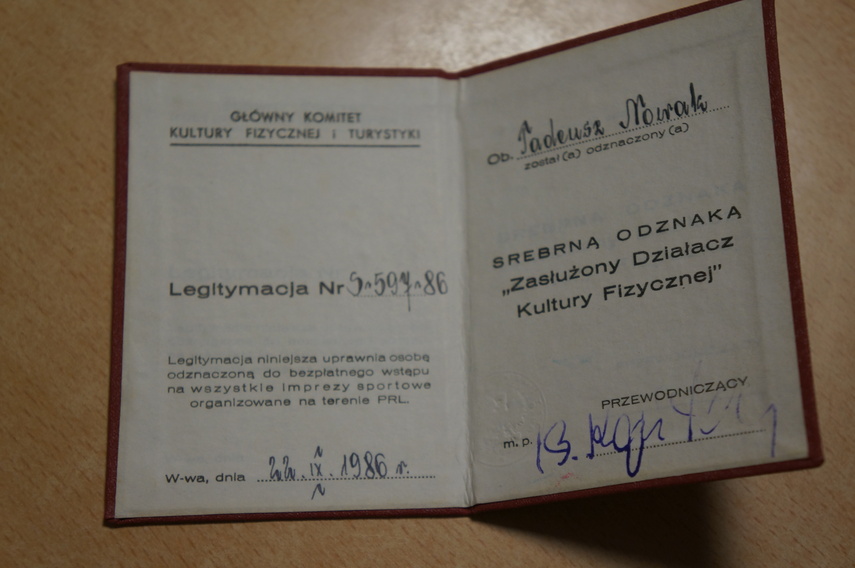 GŁÓWNY KOMITET
KULTURY FIZYCZNEJ i TURYSTYKI
Legitymacja Nr S-597-86
Legitymacja niniejsza uprawnia osobę
odznaczoną do bezpłatnego wstępu
na wszystkie imprezy sportowe
organizowane na terenie PRL.
W-wa, dnia 22.IX.1986 r.
Ob. Tadeusz Nowak
został(a) odznaczony(a)
SREBRNĄ ODZNAKĄ
„Zasłużony Działacz
Kultury Fizycznej”
PRZEWODNICZĄCY
m.p. B.